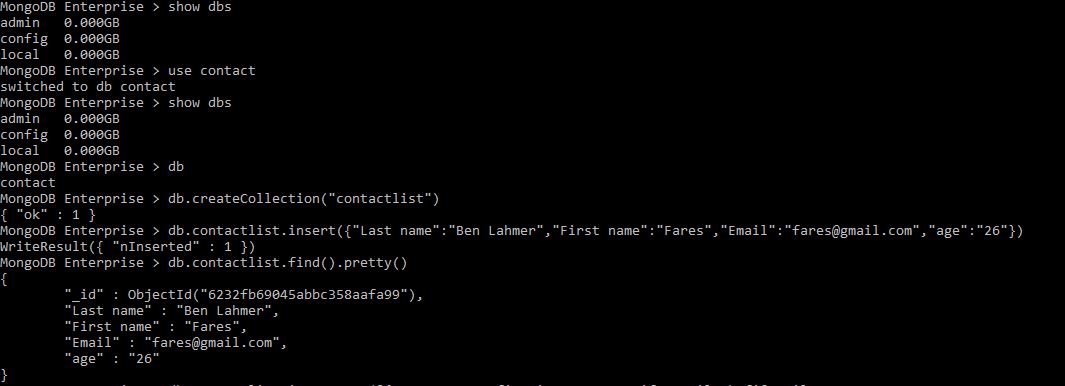 MongoDB Enterprise > show dbs
admin   0.000GB
config  0.000GB
local   0.000GB
MongoDB Enterprise > use contact
switched to db contact
MongoDB Enterprise > show dbs
admin   0.000GB
config  0.000GB
local   0.000GB
MongoDB Enterprise > db
contact
MongoDB Enterprise > db.createCollection("contactlist")
{ "ok" : 1 }
MongoDB Enterprise > db.contactlist.insert({"Last name":"Ben Lahmer","First name":"Fares","Email":"fares@gmail.com","age":"26"})
WriteResult({ "nInserted" : 1 })
MongoDB Enterprise > db.contactlist.find().pretty()
{
        "_id" : ObjectId("6232fb69045abbc358aafa99"),
        "Last name" : "Ben Lahmer",
        "First name" : "Fares",
        "Email" : "fares@gmail.com",
        "age" : "26"
}